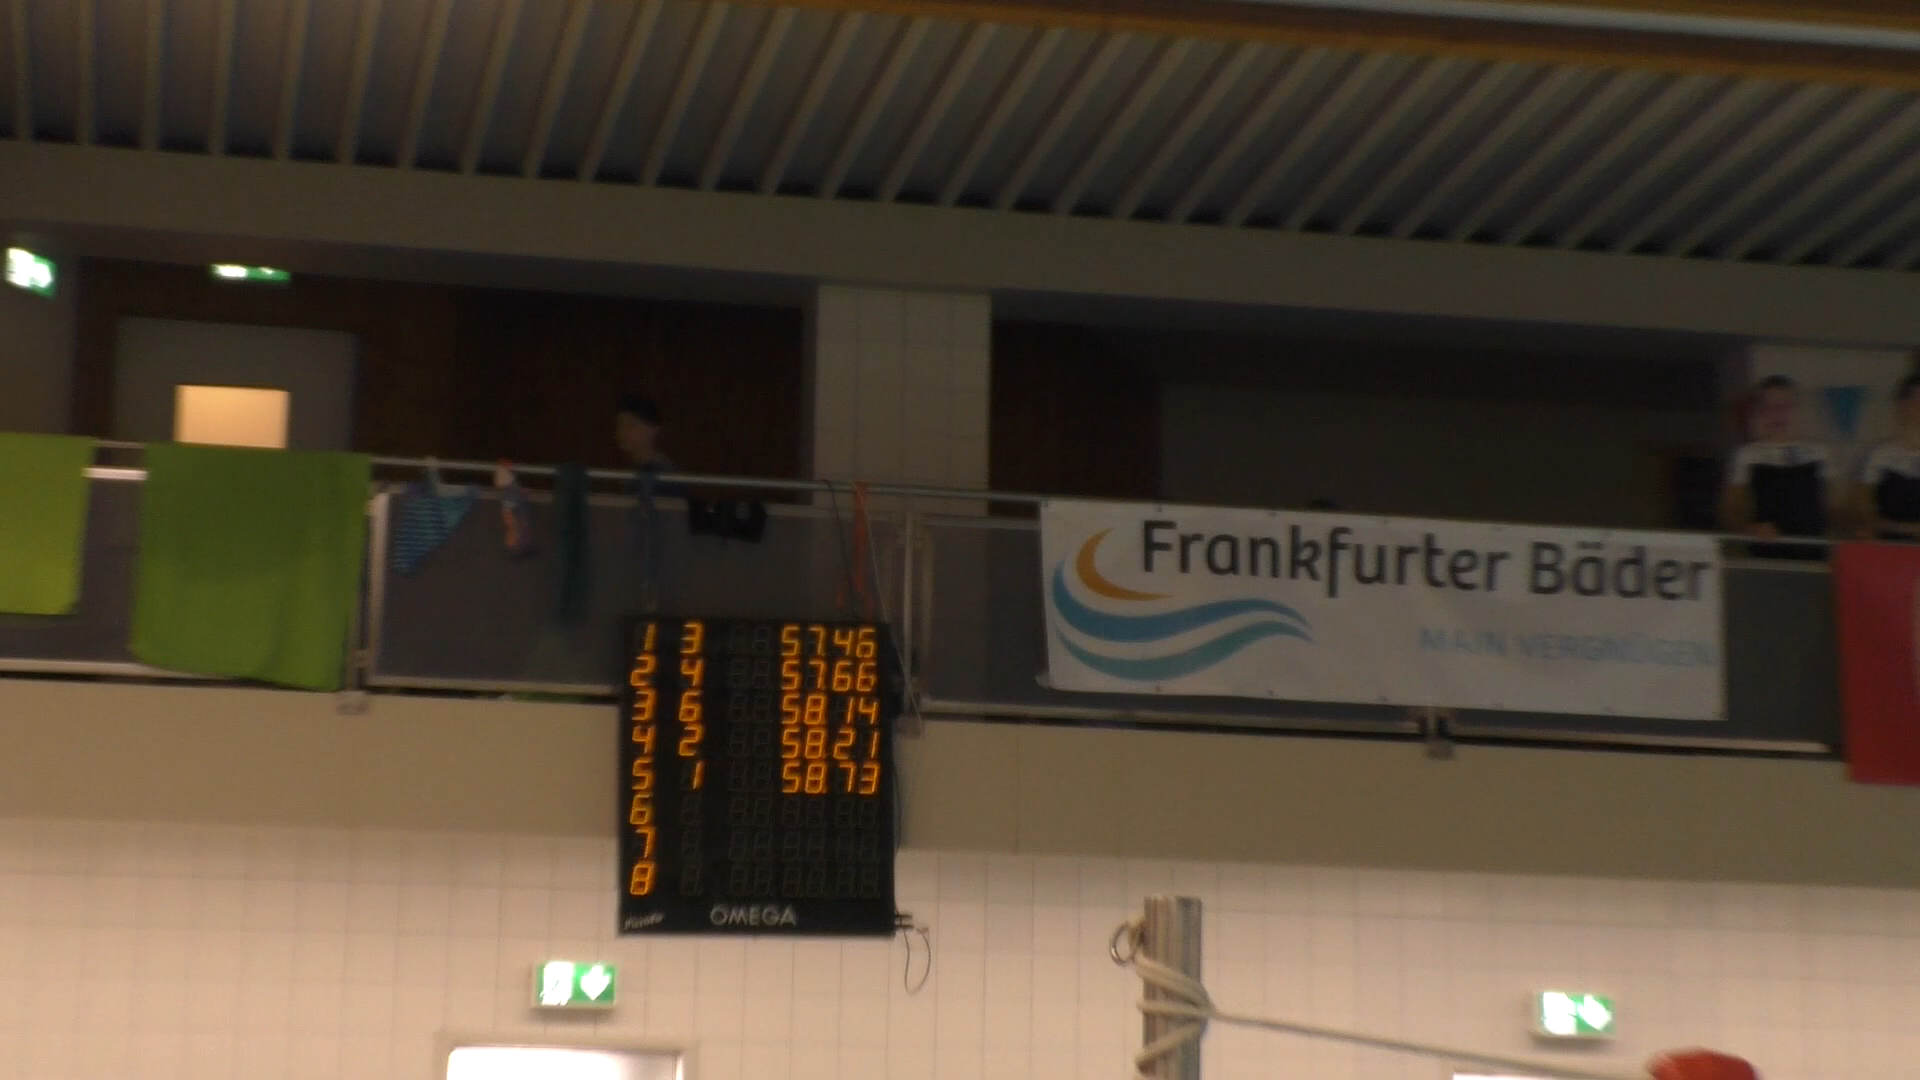 Frankfurter Bäder
MAIN VERGNÜGEN
1 3 57.46
2 4 57.66
3 6 58.14
4 2 58.21
5 1 58.73
6
7
8
OMEGA